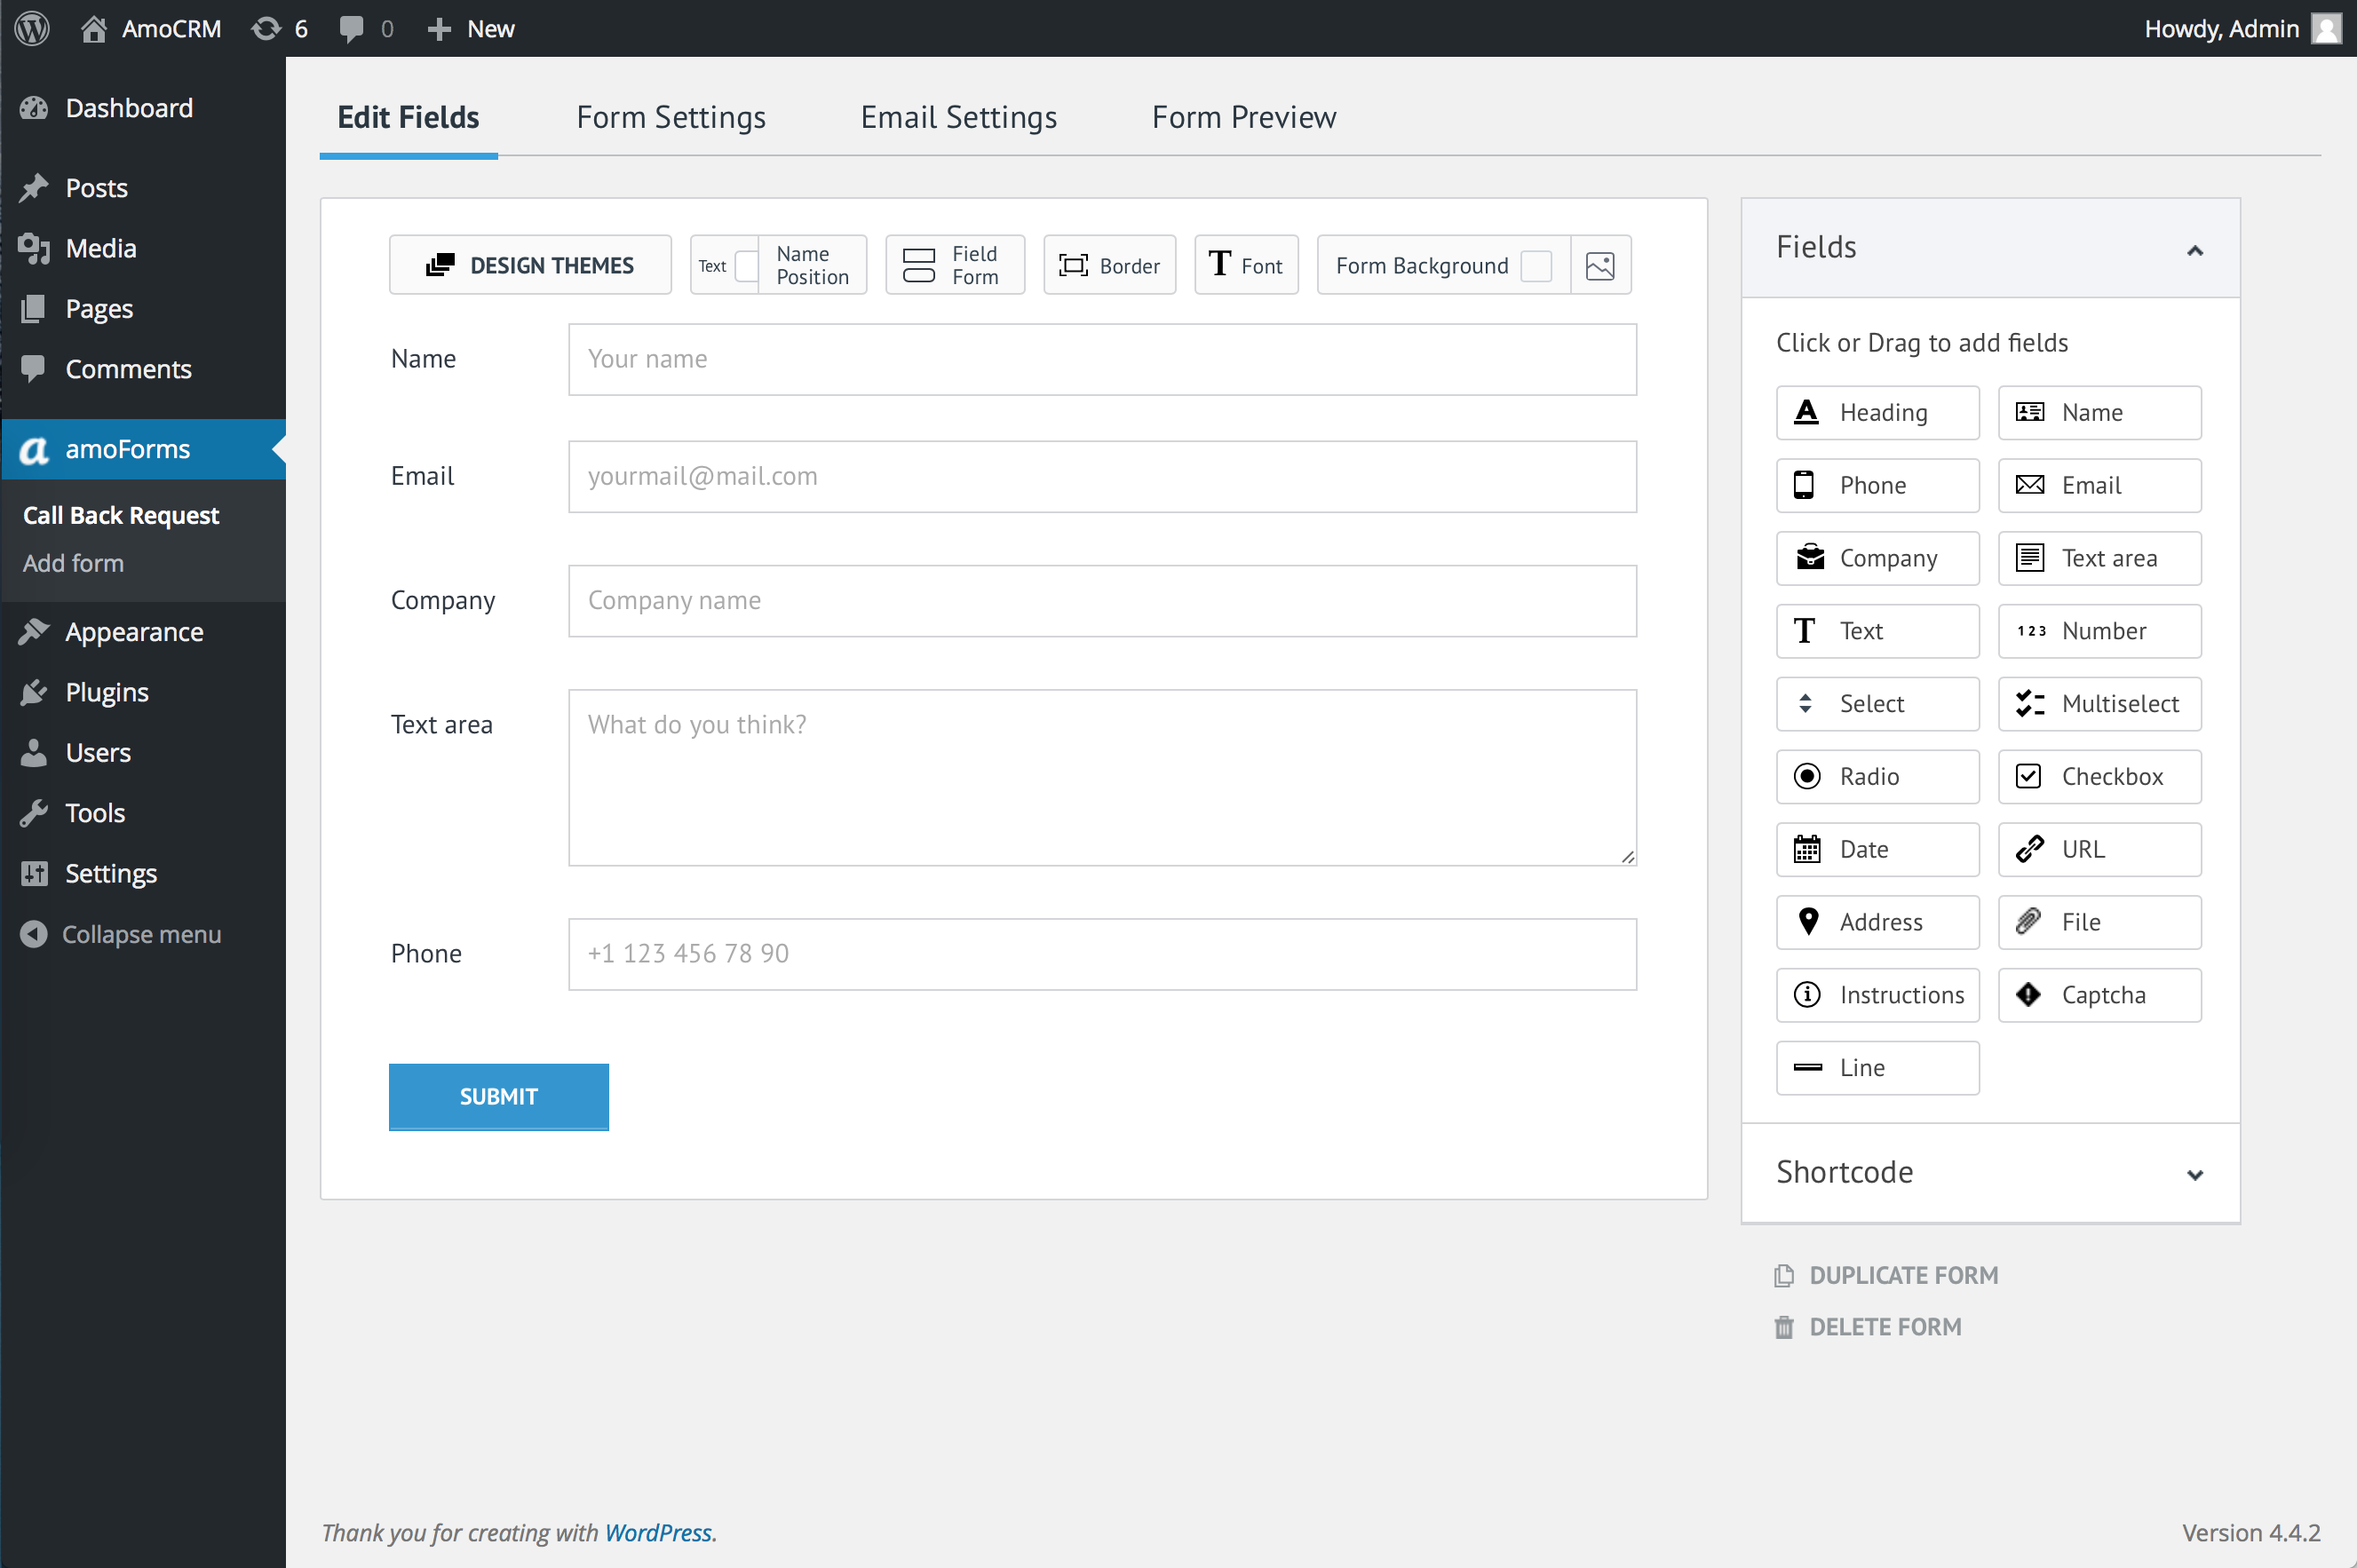 AmoCRM 6 0 New Howdy, Admin
Dashboard
Posts
Media
Pages
Comments
amoForms
Call Back Request
Add form
Appearance
Plugins
Users
Tools
Settings
Collapse menu
Edit Fields Form Settings Email Settings Form Preview
DESIGN THEMES Text Name Position Field Form Border Font Form Background
Name Your name
Email yourmail@mail.com
Company Company name
Text area What do you think?
Phone +1 123 456 78 90
SUBMIT
Fields
Click or Drag to add fields
Heading Name
Phone Email
Company Text area
Text 1 2 3 Number
Select Multiselect
Radio Checkbox
Date URL
Address File
Instructions Captcha
Line
Shortcode
DUPLICATE FORM
DELETE FORM
Thank you for creating with WordPress. Version 4.4.2